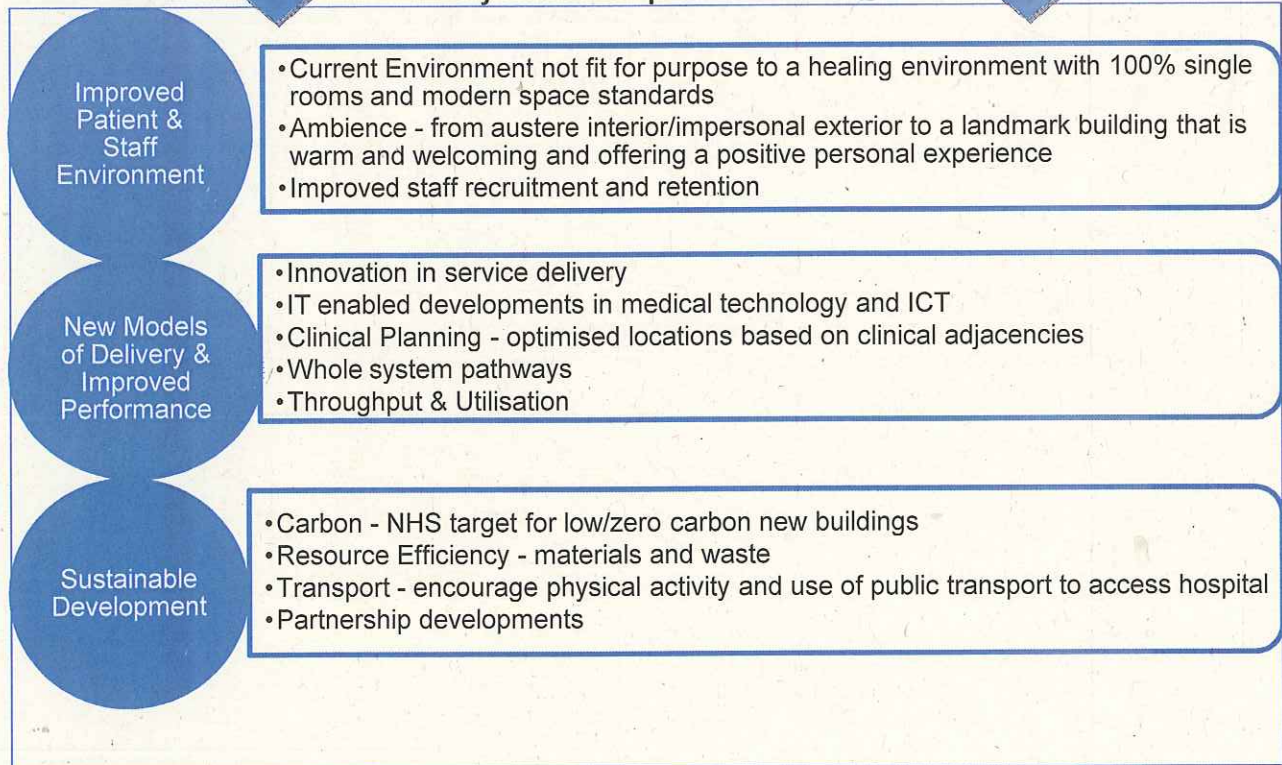 Improved
Patient &
Staff
Environment
•Current Environment not fit for purpose to a healing environment with 100% single
rooms and modern space standards
•Ambience - from austere interior/impersonal exterior to a landmark building that is
warm and welcoming and offering a positive personal experience
•Improved staff recruitment and retention
New Models
of Delivery &
Improved
Performance
•Innovation in service delivery
•IT enabled developments in medical technology and ICT
•Clinical Planning - optimised locations based on clinical adjacencies
•Whole system pathways
•Throughput & Utilisation
Sustainable
Development
•Carbon - NHS target for low/zero carbon new buildings
•Resource Efficiency - materials and waste
•Transport - encourage physical activity and use of public transport to access hospital
•Partnership developments